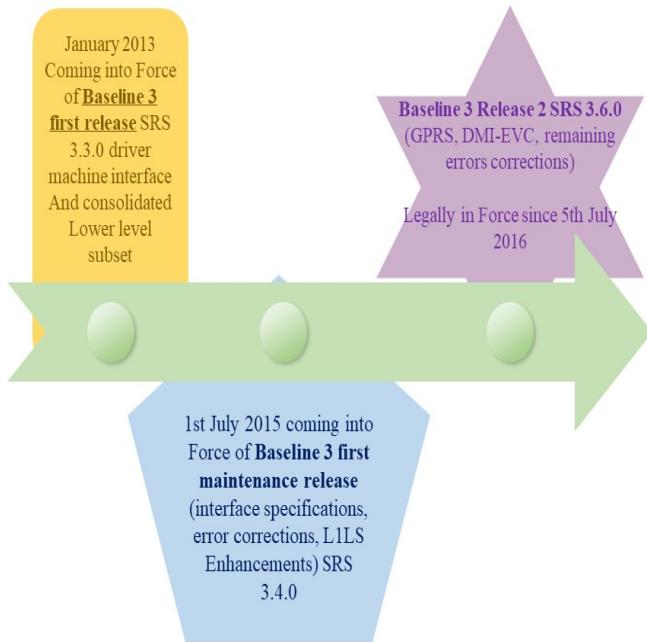 January 2013
Coming into Force
of Baseline 3
first release SRS
3.3.0 driver
machine interface
And consolidated
Lower level
subset
Baseline 3 Release 2 SRS 3.6.0
(GPRS, DMI-EVC, remaining
errors corrections)
Legally in Force since 5th July
2016
1st July 2015 coming into
Force of Baseline 3 first
maintenance release
(interface specifications,
error corrections, L1LS
Enhancements) SRS
3.4.0